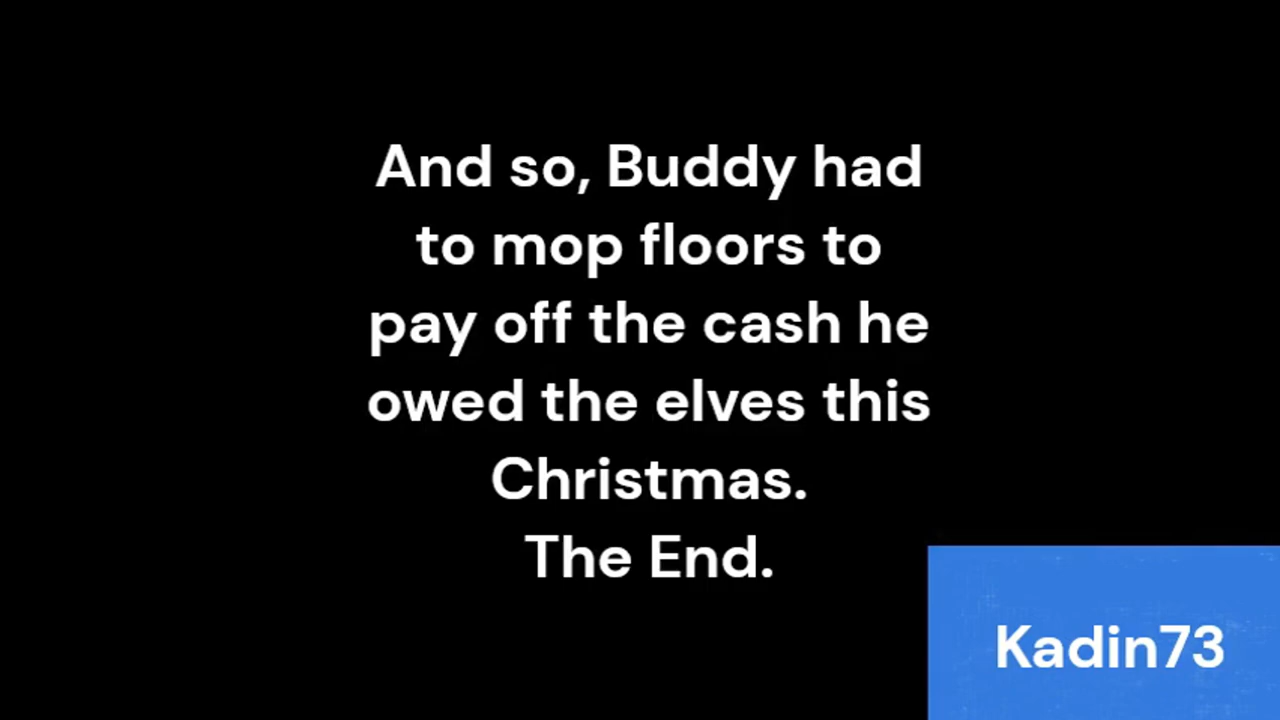 And so, Buddy had
to mop floors to
pay off the cash he
owed the elves this
Christmas.
The End.
Kadin73